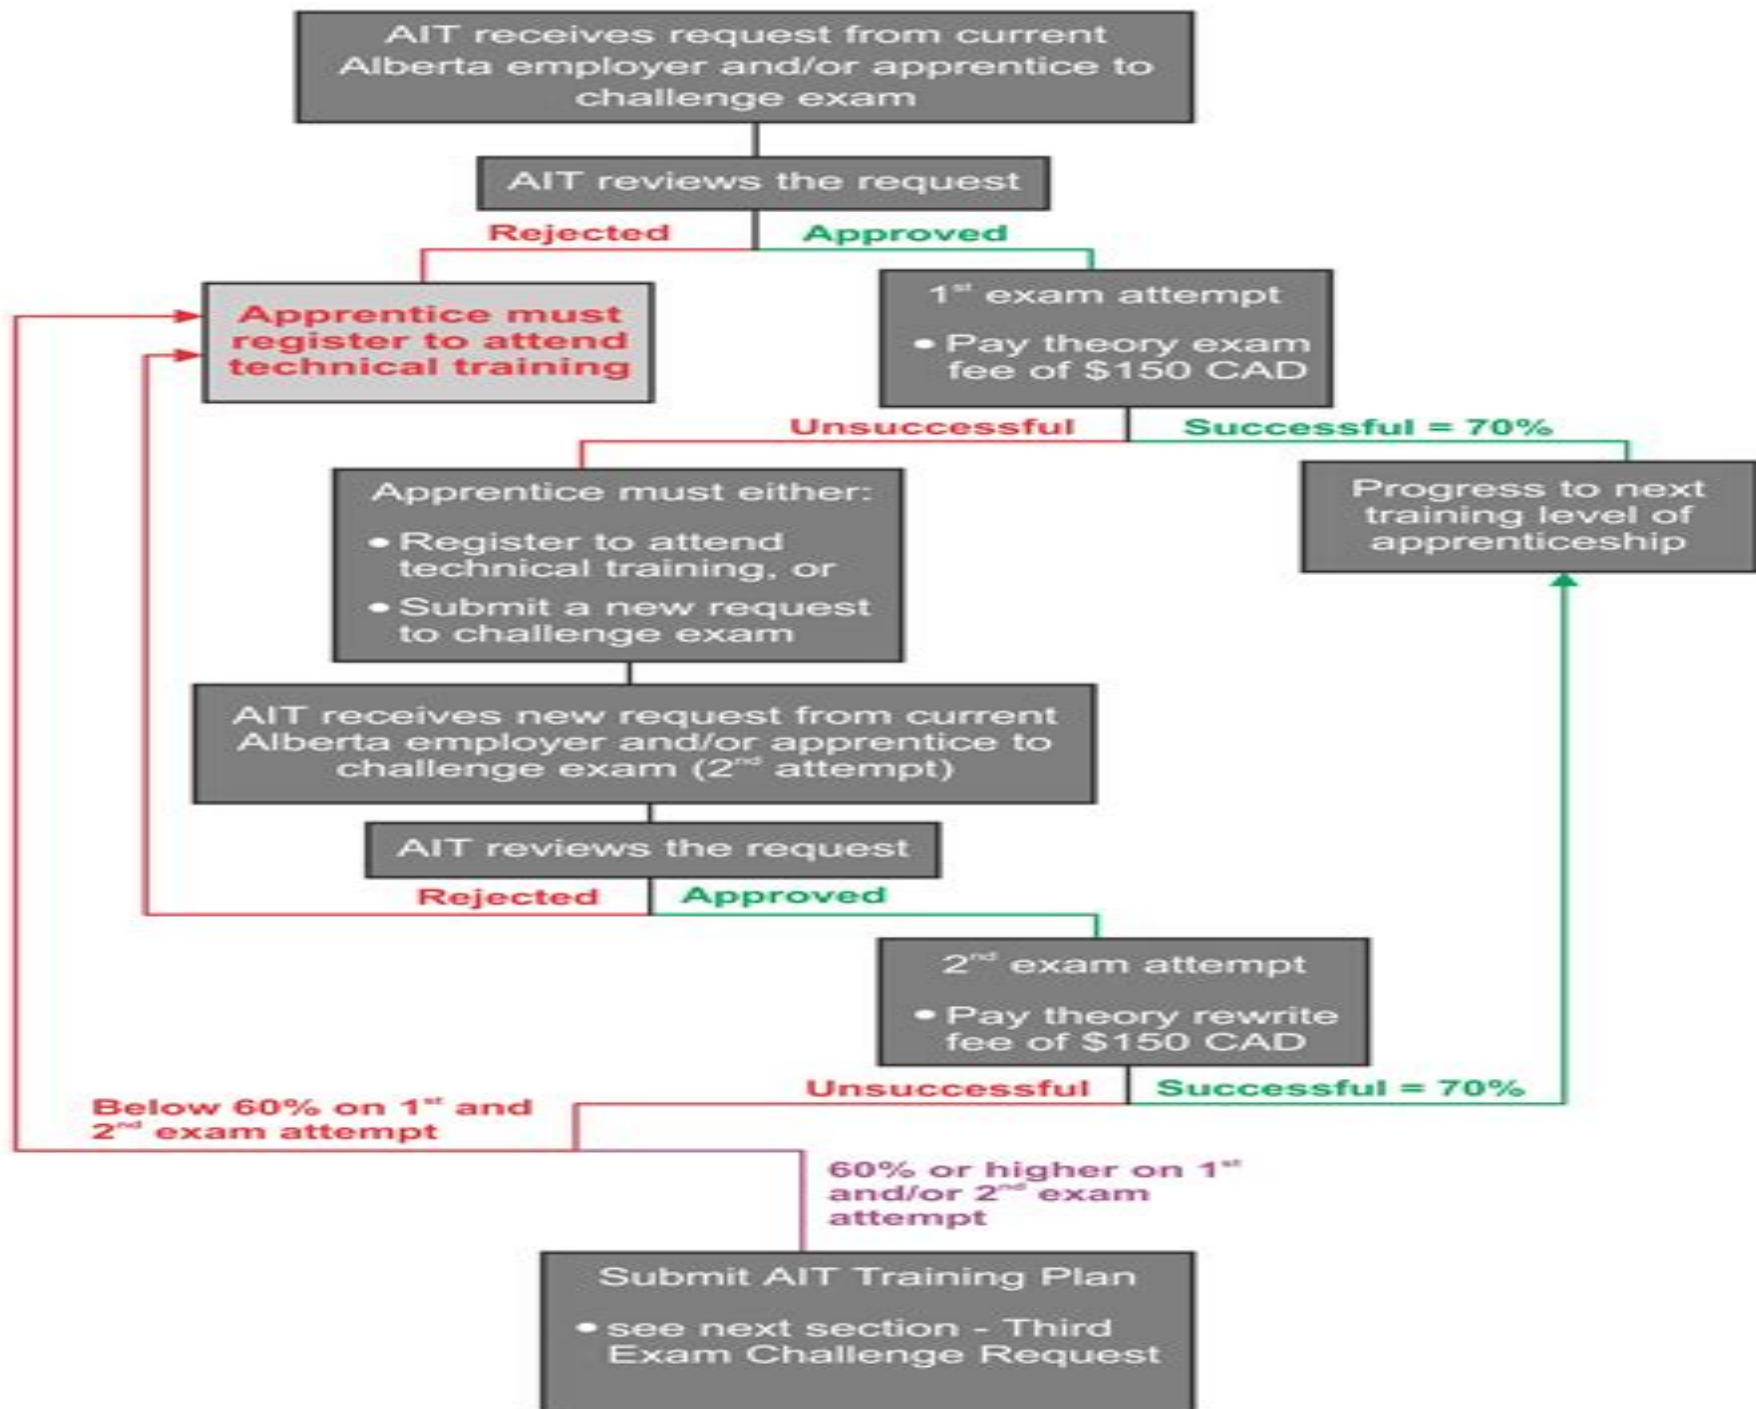 AIT receives request from current
Alberta employer and/or apprentice to
challenge exam
AIT reviews the request
Rejected
Approved
Apprentice must
register to attend
technical training
1st exam attempt
• Pay theory exam
fee of $150 CAD
Unsuccessful
Successful = 70%
Apprentice must either:
• Register to attend
technical training, or
• Submit a new request
to challenge exam
Progress to next
training level of
apprenticeship
AIT receives new request from current
Alberta employer and/or apprentice to
challenge exam (2nd attempt)
AIT reviews the request
Rejected
Approved
2nd exam attempt
• Pay theory rewrite
fee of $150 CAD
Unsuccessful
Successful = 70%
Below 60% on 1st and
2nd exam attempt
60% or higher on 1st
and/or 2nd exam
attempt
Submit AIT Training Plan
• see next section - Third
Exam Challenge Request